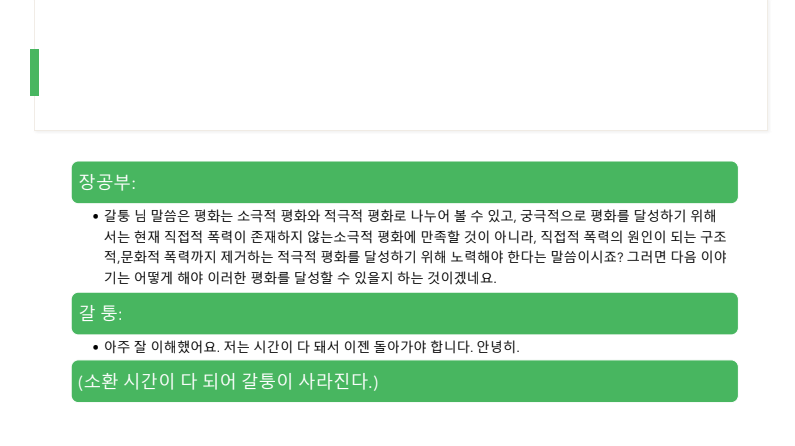 장공부:
• 갈퉁 님 말씀은 평화는 소극적 평화와 적극적 평화로 나누어 볼 수 있고, 궁극적으로 평화를 달성하기 위해
서는 현재 직접적 폭력이 존재하지 않는소극적 평화에 만족할 것이 아니라, 직접적 폭력의 원인이 되는 구조
적,문화적 폭력까지 제거하는 적극적 평화를 달성하기 위해 노력해야 한다는 말씀이시죠? 그러면 다음 이야
기는 어떻게 해야 이러한 평화를 달성할 수 있을지 하는 것이겠네요.
갈 퉁:
• 아주 잘 이해했어요. 저는 시간이 다 돼서 이젠 돌아가야 합니다. 안녕히.
(소환 시간이 다 되어 갈퉁이 사라진다.)